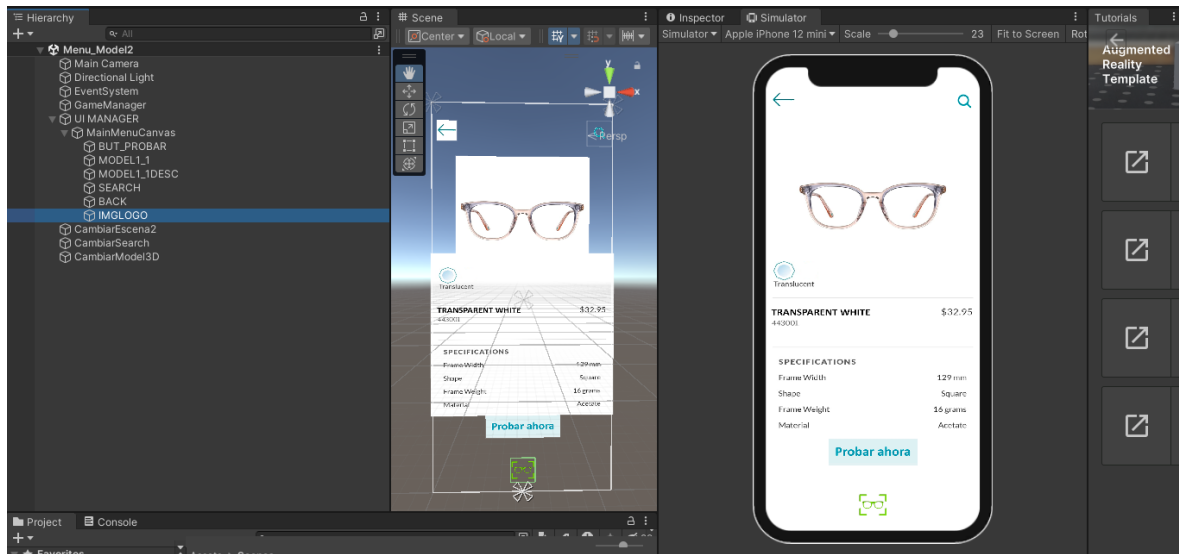 Hierarchy
All
Menu_Model2
Main Camera
Directional Light
EventSystem
GameManager
UI MANAGER
MainMenuCanvas
BUT_PROBAR
MODEL1_1
MODEL1_1DESC
SEARCH
BACK
IMGLOGO
CambiarEscena2
CambiarSearch
CambiarModel3D
Project
Console
Favorites
Scene
Center
Local
y
x
Persp
Translucent
TRANSPARENT WHITE $32.95
443001
SPECIFICATIONS
Frame Width 129 mm
Shape Square
Frame Weight 16 grams
Material Acetate
Probar ahora
Inspector
Simulator
Simulator Apple iPhone 12 mini Scale 23 Fit to Screen Rot
Translucent
TRANSPARENT WHITE $32.95
443001
SPECIFICATIONS
Frame Width 129 mm
Shape Square
Frame Weight 16 grams
Material Acetate
Probar ahora
Tutorials
Augmented
Reality
Template